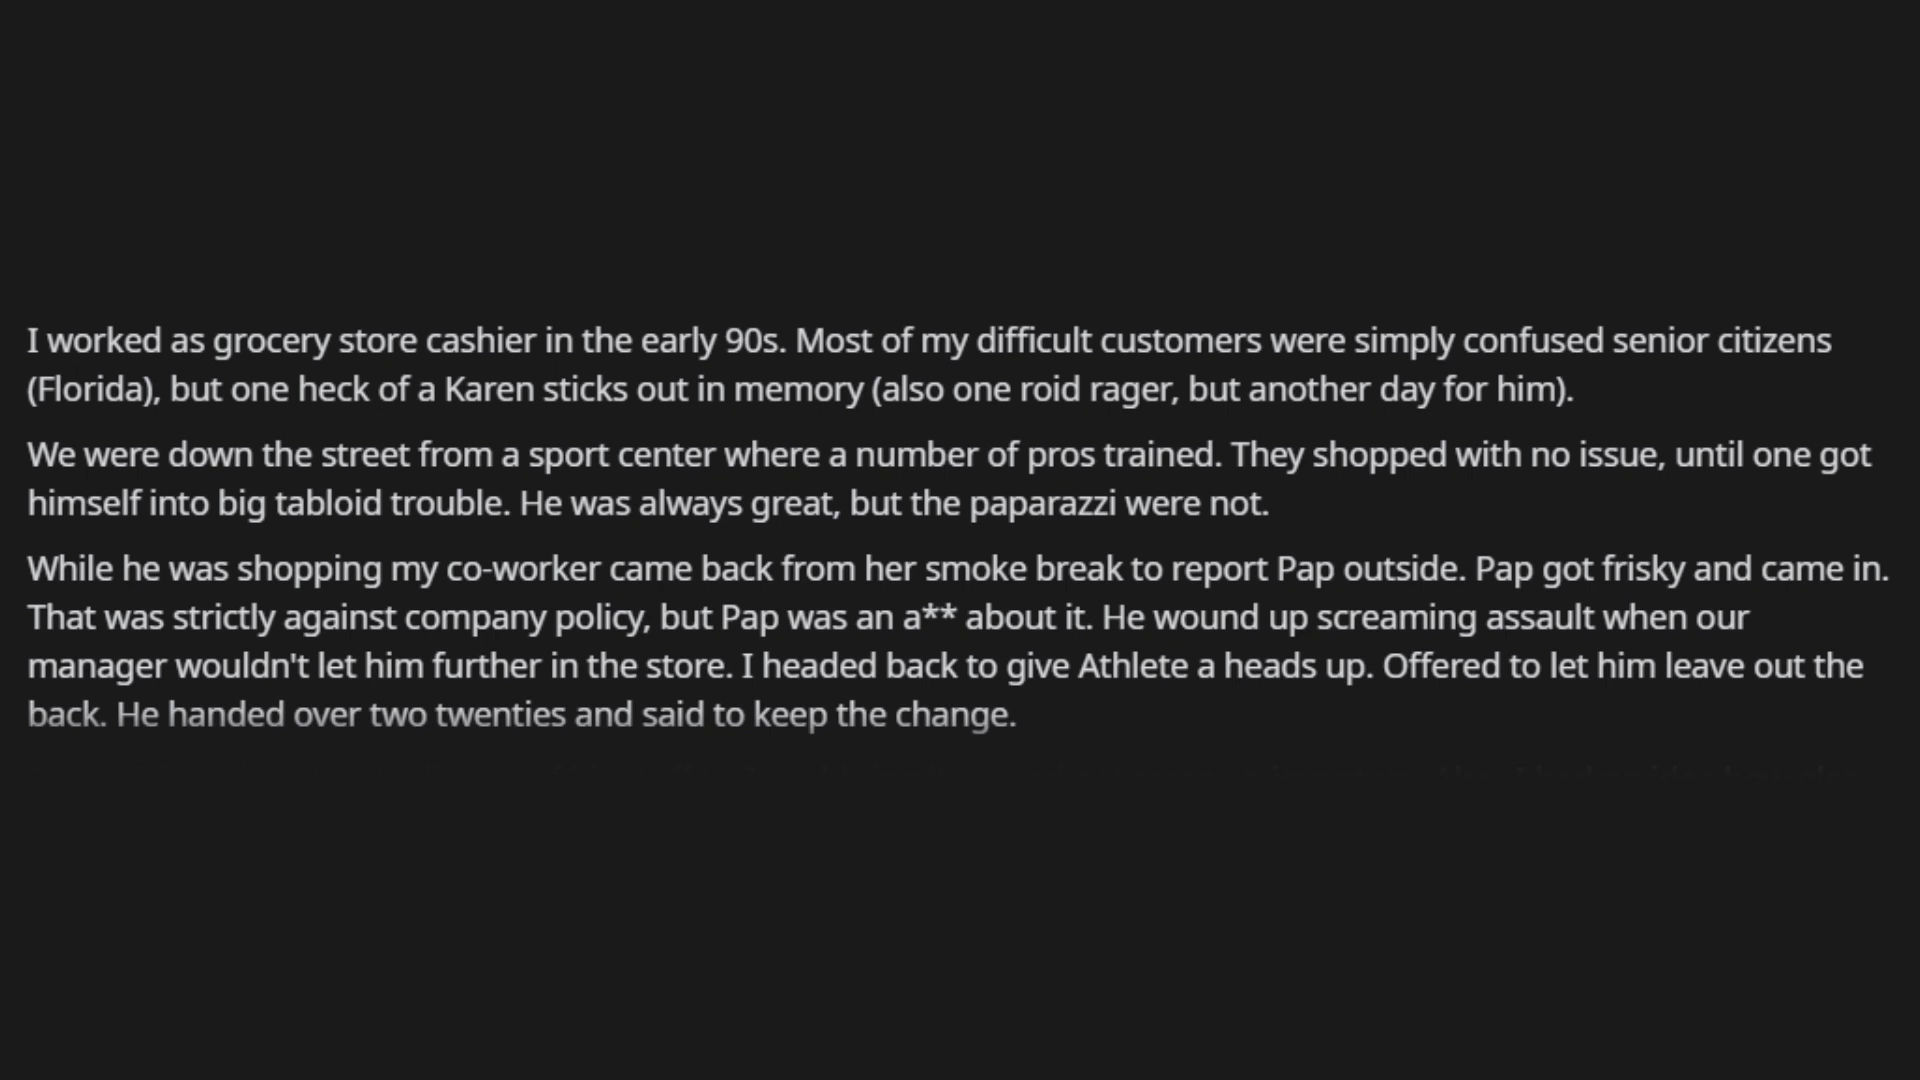 I worked as grocery store cashier in the early 90s. Most of my difficult customers were simply confused senior citizens
(Florida), but one heck of a Karen sticks out in memory (also one roid rager, but another day for him).
We were down the street from a sport center where a number of pros trained. They shopped with no issue, until one got
himself into big tabloid trouble. He was always great, but the paparazzi were not.
While he was shopping my co-worker came back from her smoke break to report Pap outside. Pap got frisky and came in.
That was strictly against company policy, but Pap was an a** about it. He wound up screaming assault when our
manager wouldn't let him further in the store. I headed back to give Athlete a heads up. Offered to let him leave out the
back. He handed over two twenties and said to keep the change.